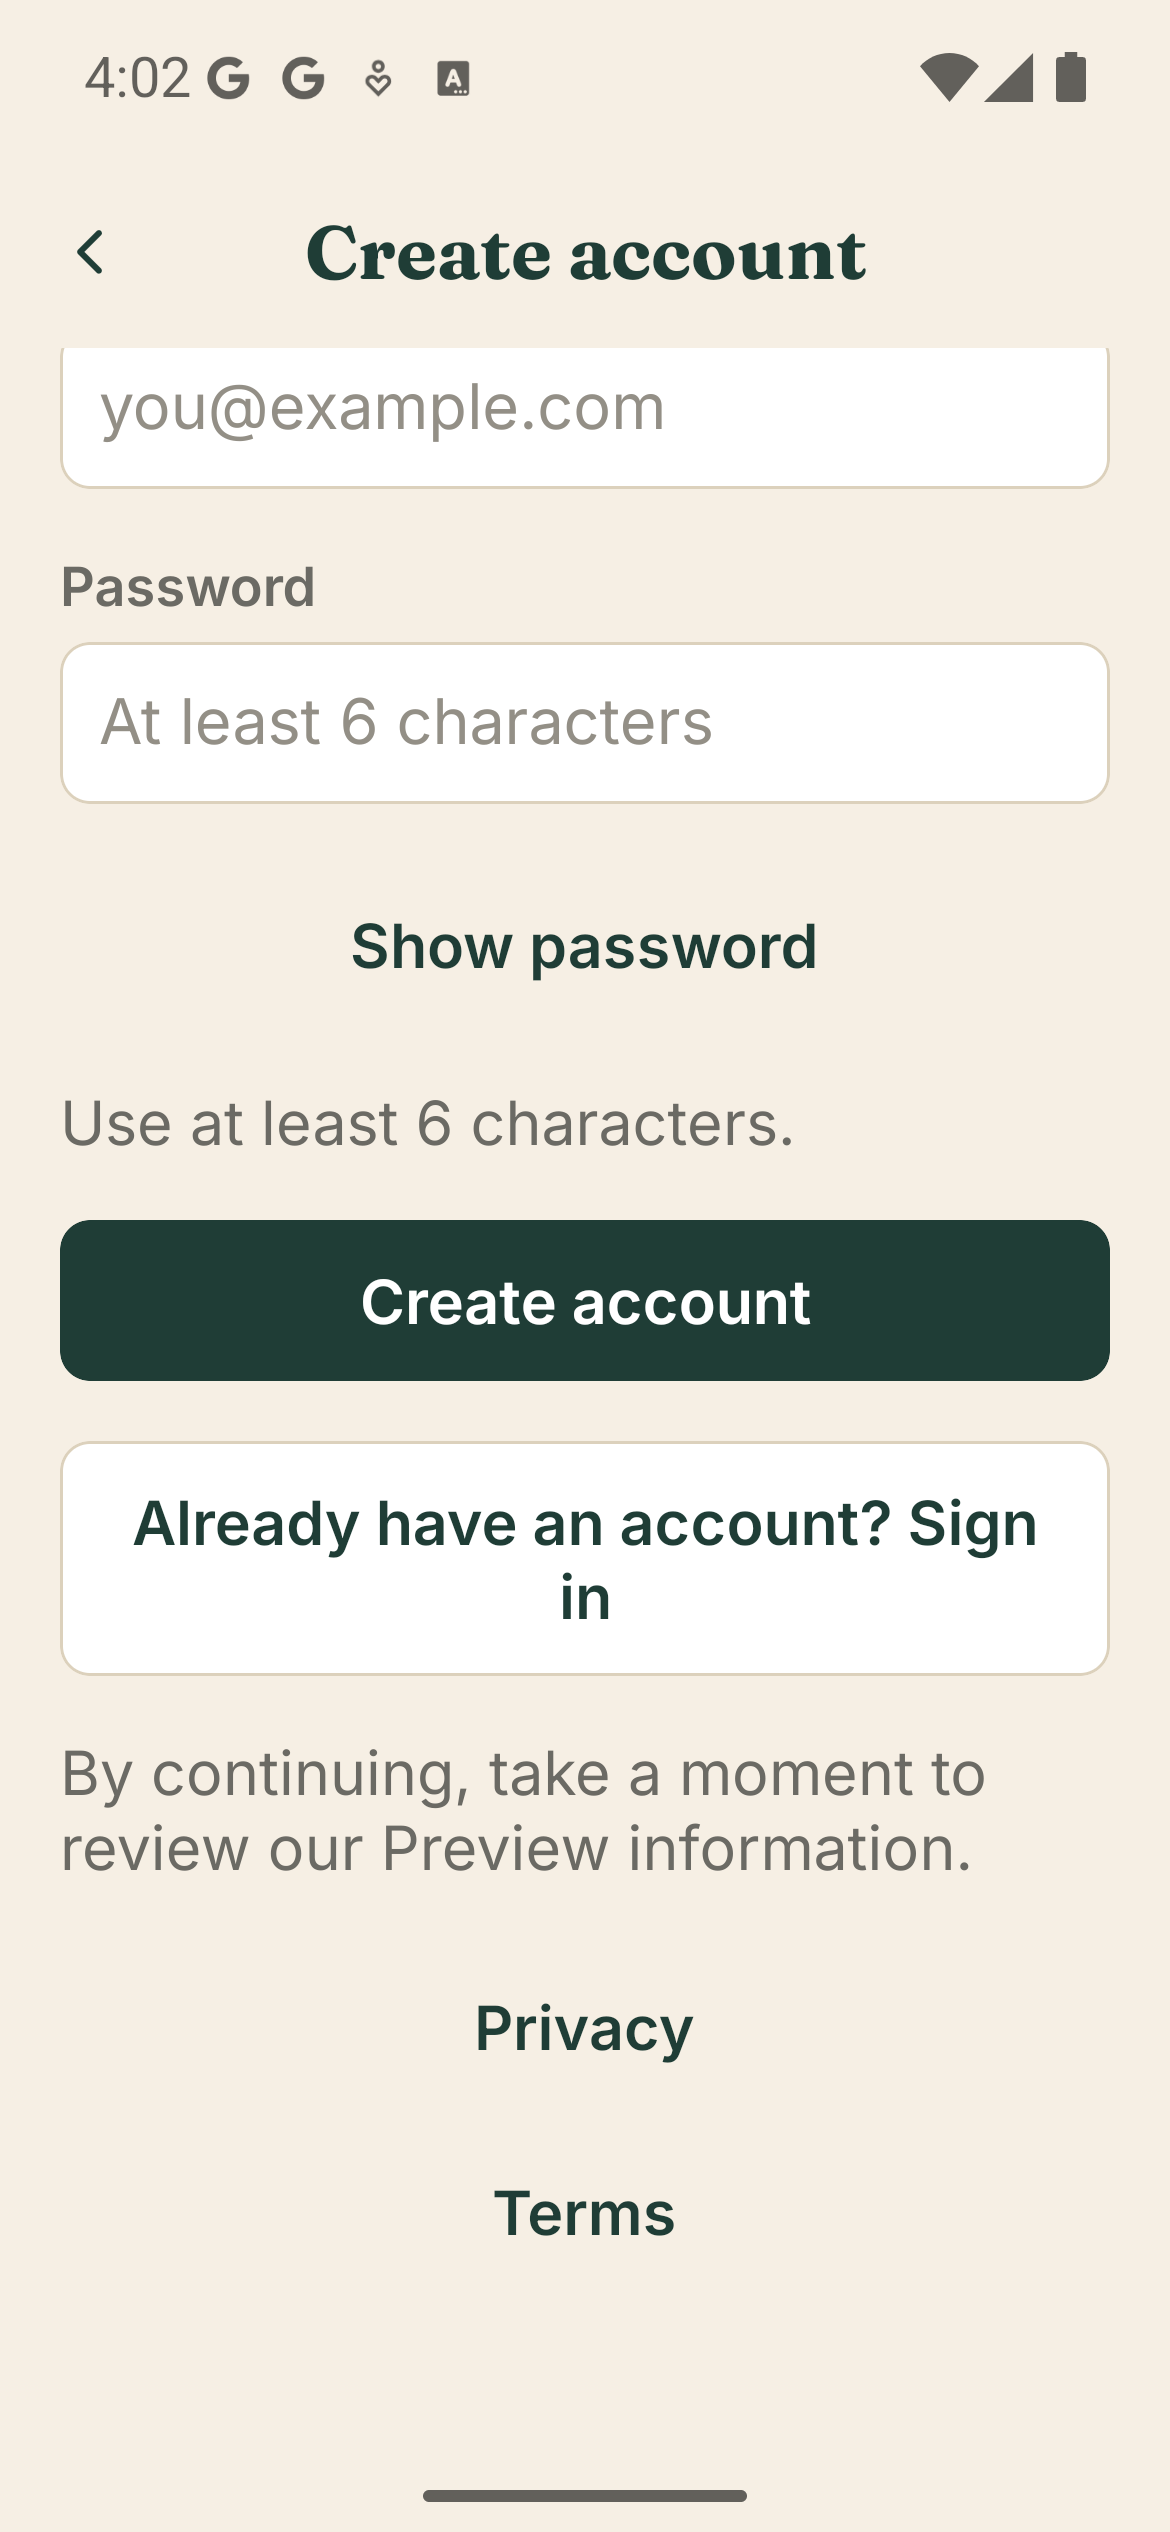 4:02
Create account
you@example.com
Password
At least 6 characters
Show password
Use at least 6 characters.
Create account
Already have an account? Sign
in
By continuing, take a moment to
review our Preview information.
Privacy
Terms